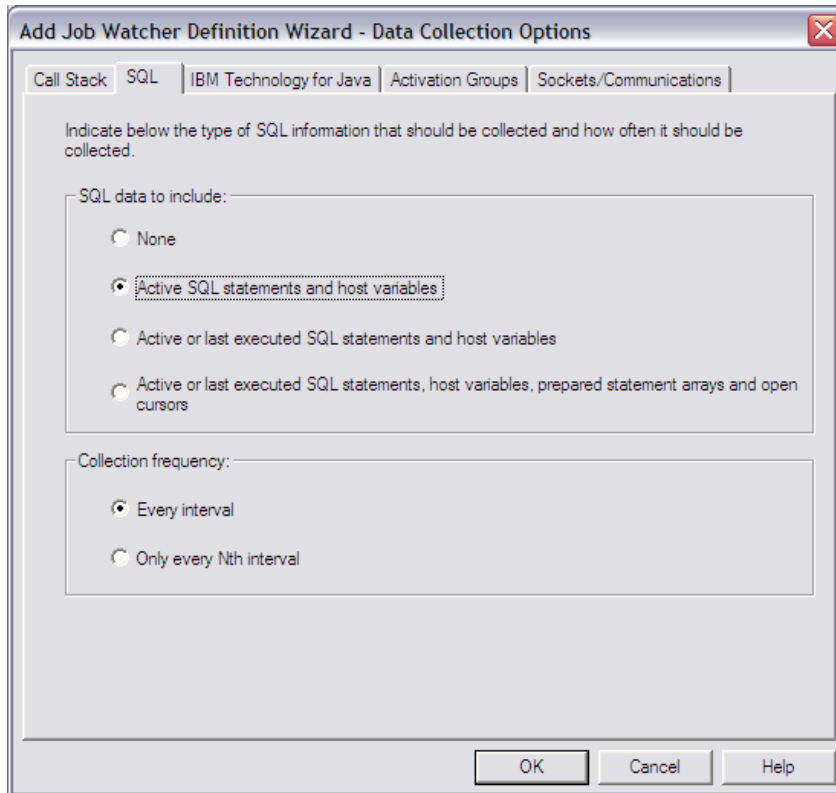 Add Job Watcher Definition Wizard - Data Collection Options
Call Stack SQL IBM Technology for Java Activation Groups Sockets/Communications
Indicate below the type of SQL information that should be collected and how often it should be
collected.
SQL data to include:
None
Active SQL statements and host variables
Active or last executed SQL statements and host variables
Active or last executed SQL statements, host variables, prepared statement arrays and open
cursors
Collection frequency:
Every interval
Only every Nth interval
OK Cancel Help